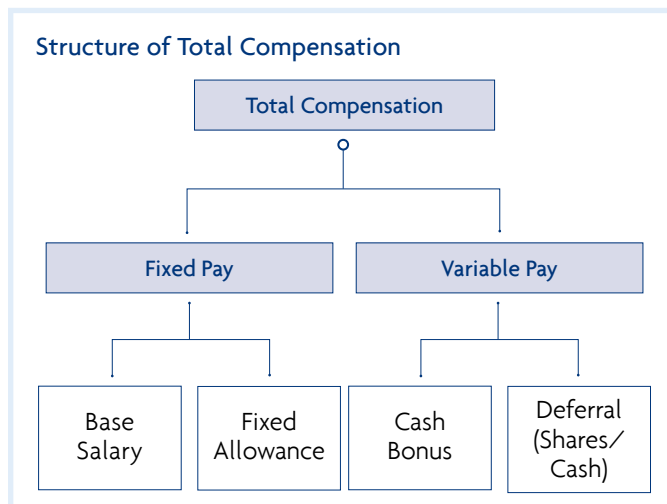 Structure of Total Compensation
Total Compensation
Fixed Pay
Variable Pay
Base
Salary
Fixed
Allowance
Cash
Bonus
Deferral
(Shares/
Cash)